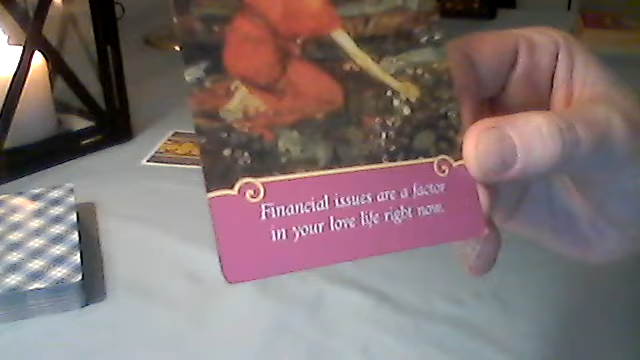 Financial issues are a factor
in your love life right now.